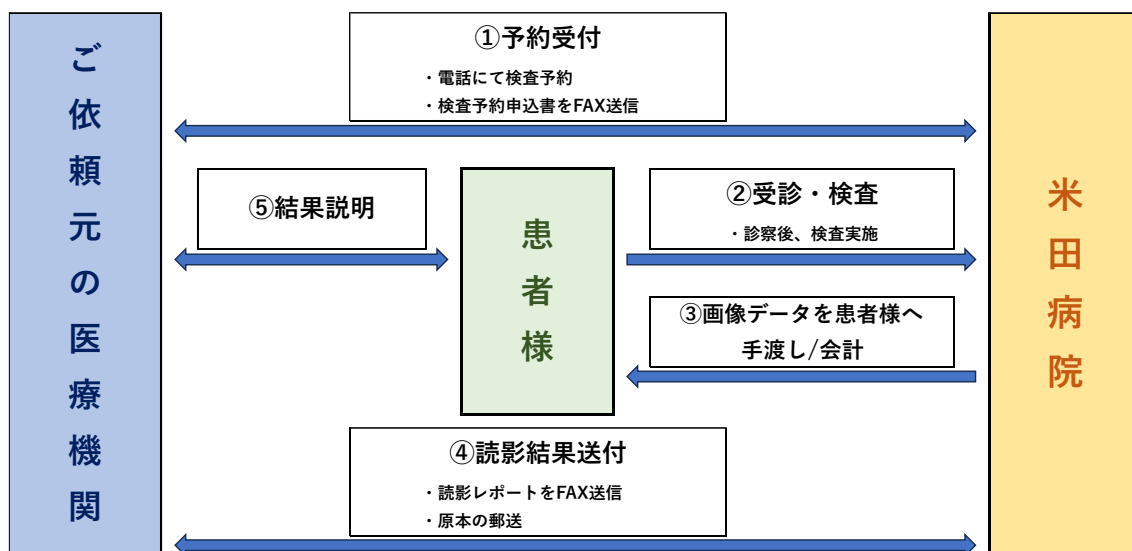 ご依頼元の医療機関
①予約受付
・電話にて検査予約
・検査予約申込書をFAX送信
⑤結果説明
患者様
②受診・検査
・診察後、検査実施
③画像データを患者様へ
手渡し/会計
④読影結果送付
・読影レポートをFAX送信
・原本の郵送
米田病院